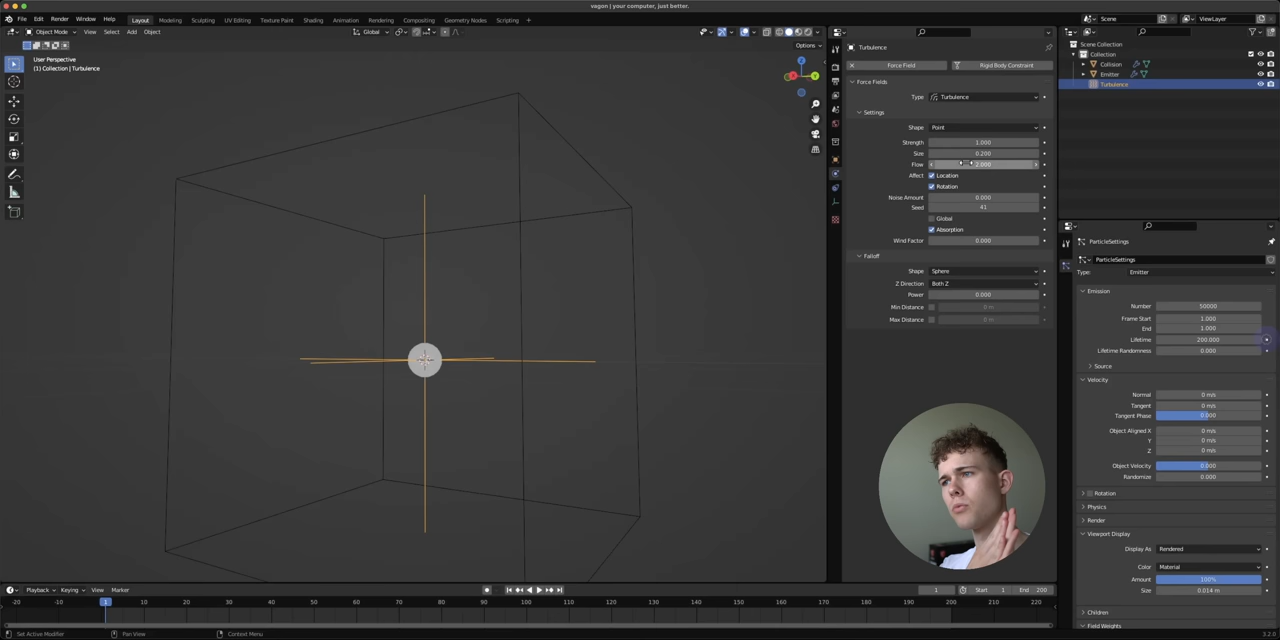 vagon | your computer, just better.
File Edit Render Window Help Layout Modeling Sculpting UV Editing Texture Paint Shading Animation Rendering Compositing Geometry Nodes Scripting +
Scene ViewLayer
Object Mode View Select Add Object Global
Options
User Perspective
(1) Collection | Turbulence
Z
X
Y
Turbulence
Force Field Rigid Body Constraint
Force Fields
Type Turbulence
Settings
Shape Point
Strength 1.000
Size 0.200
Flow 2.000
Affect Location
Rotation
Noise Amount 0.000
Seed 41
Global
Absorption
Wind Factor 0.000
Falloff
Shape Sphere
Z Direction Both Z
Power 0.000
Min Distance 0 m
Max Distance 0 m
Scene Collection
Collection
Collision
Emitter
Turbulence
ParticleSettings
ParticleSettings
Type: Emitter
Emission
Number 50000
Frame Start 1.000
End 1.000
Lifetime 200.000
Lifetime Randomness 0.000
Source
Velocity
Normal 0 m/s
Tangent 0 m/s
Tangent Phase 0.000
Object Aligned X 0 m/s
Y 0 m/s
Z 0 m/s
Object Velocity 0.000
Randomize 0.000
Rotation
Physics
Render
Viewport Display
Display As Rendered
Color Material
Amount 100%
Size 0.014 m
Children
Field Weights
Playback Keying View Marker
1 Start 1 End 200
-20 -10 1 10 20 30 40 50 60 70 80 90 100 110 120 130 140 150 160 170 180 190 200 210 220
Set Active Modifier Pan View Context Menu 3.2.0